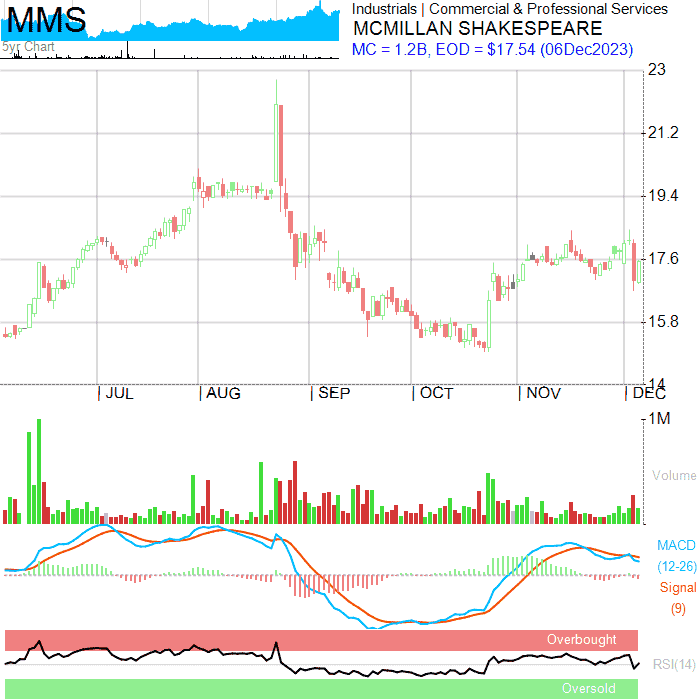 MMS
5yr Chart
Industrials | Commercial & Professional Services
MCMILLAN SHAKESPEARE
MC = 1.2B, EOD = $17.54 (06Dec2023)
23
21.2
19.4
17.6
15.8
14
| JUL | AUG | SEP | OCT | NOV | DEC
1M
Volume
MACD
(12-26)
Signal
(9)
Overbought
RSI(14)
Oversold